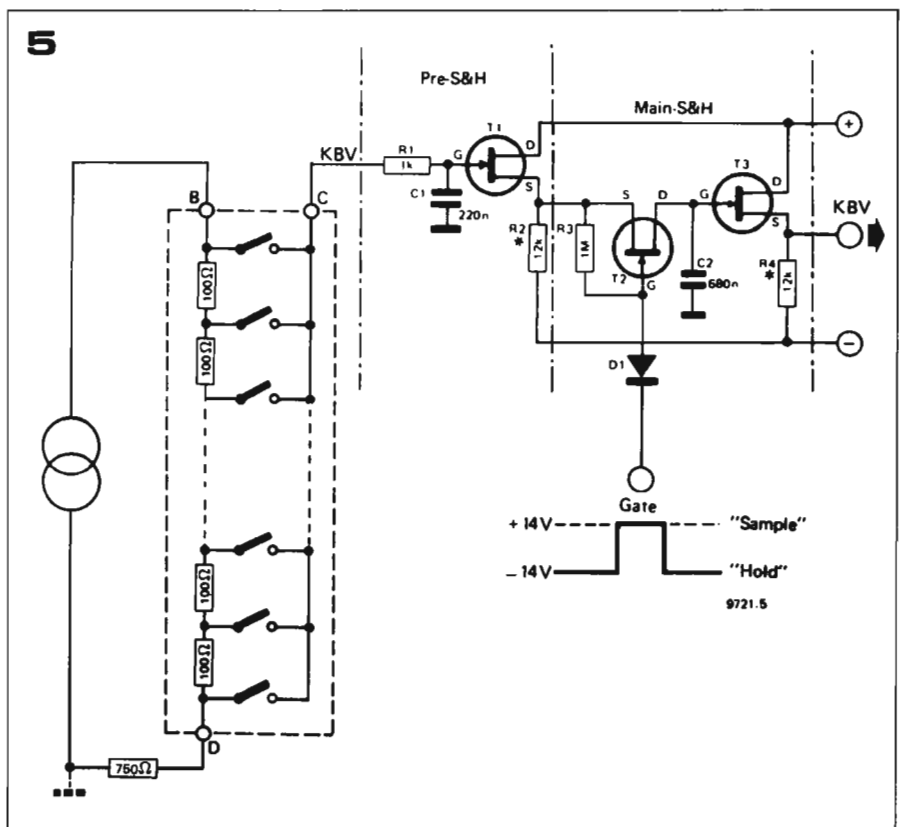 5
Pre-S&H
Main-S&H
KBV
R1
1k
G
T1
D
S
C1
220n
R2
*
12k
R3
1M
S
D
T2
G
C2
680n
G
T3
D
S
R4
*
12k
KBV
+
−
D1
Gate
+14V
"Sample"
−14V
"Hold"
9721.5
B
C
100Ω
100Ω
100Ω
100Ω
D
750Ω